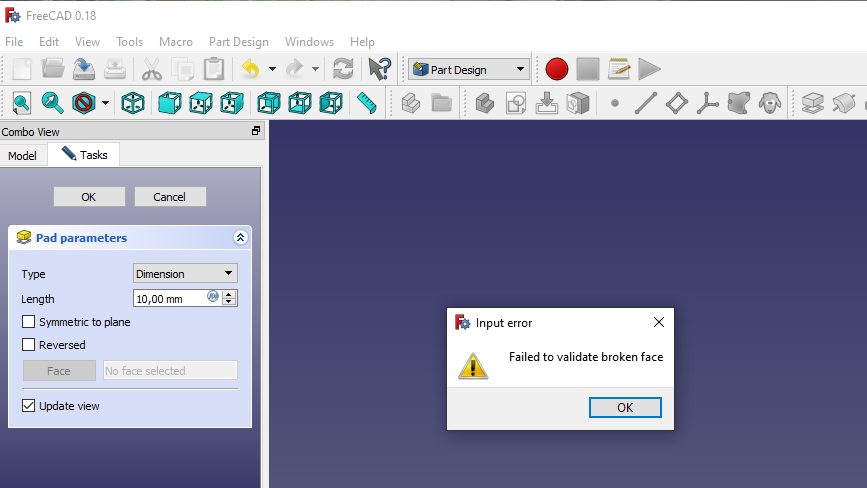 FreeCAD 0.18
File Edit View Tools Macro Part Design Windows Help
Part Design
Combo View
Model Tasks
OK Cancel
Pad parameters
Type Dimension
Length 10,00 mm
Symmetric to plane
Reversed
Face No face selected
Update view
Input error
Failed to validate broken face
OK